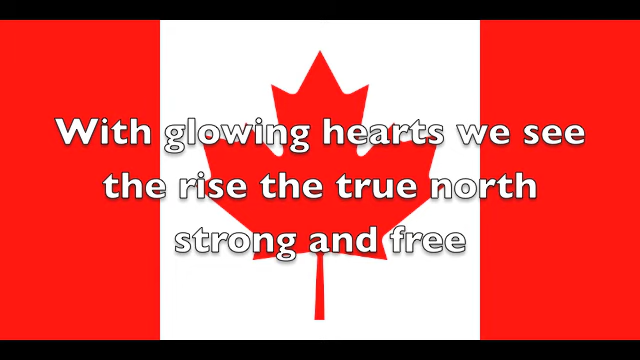 With glowing hearts we see
the rise the true north
strong and free